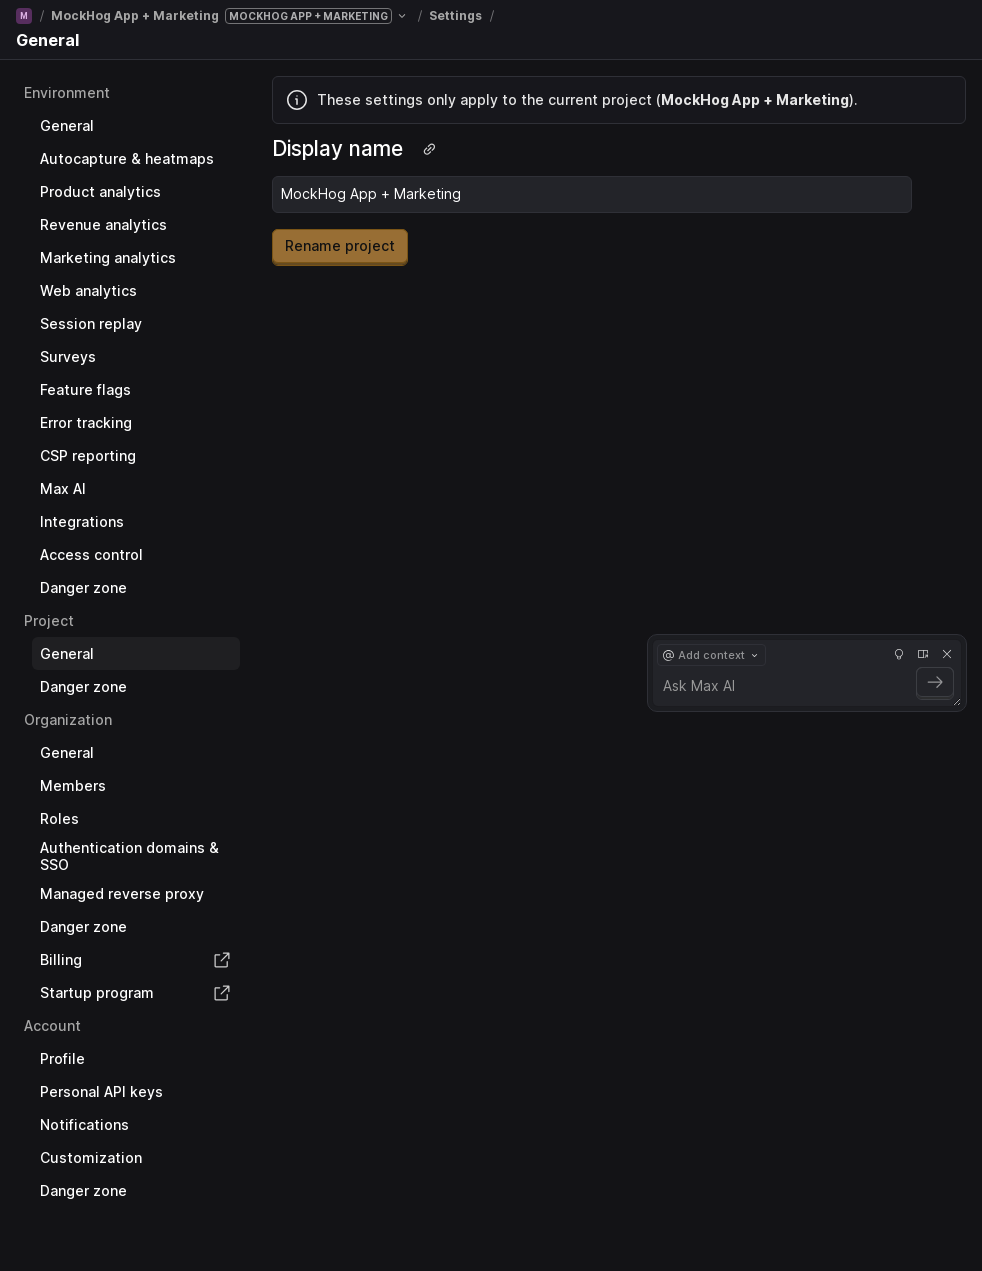 M / MockHog App + Marketing MOCKHOG APP + MARKETING / Settings /
General
Environment
General
Autocapture & heatmaps
Product analytics
Revenue analytics
Marketing analytics
Web analytics
Session replay
Surveys
Feature flags
Error tracking
CSP reporting
Max AI
Integrations
Access control
Danger zone
Project
General
Danger zone
Organization
General
Members
Roles
Authentication domains &
SSO
Managed reverse proxy
Danger zone
Billing
Startup program
Account
Profile
Personal API keys
Notifications
Customization
Danger zone
These settings only apply to the current project (MockHog App + Marketing).
Display name
MockHog App + Marketing
Rename project
@ Add context
Ask Max AI